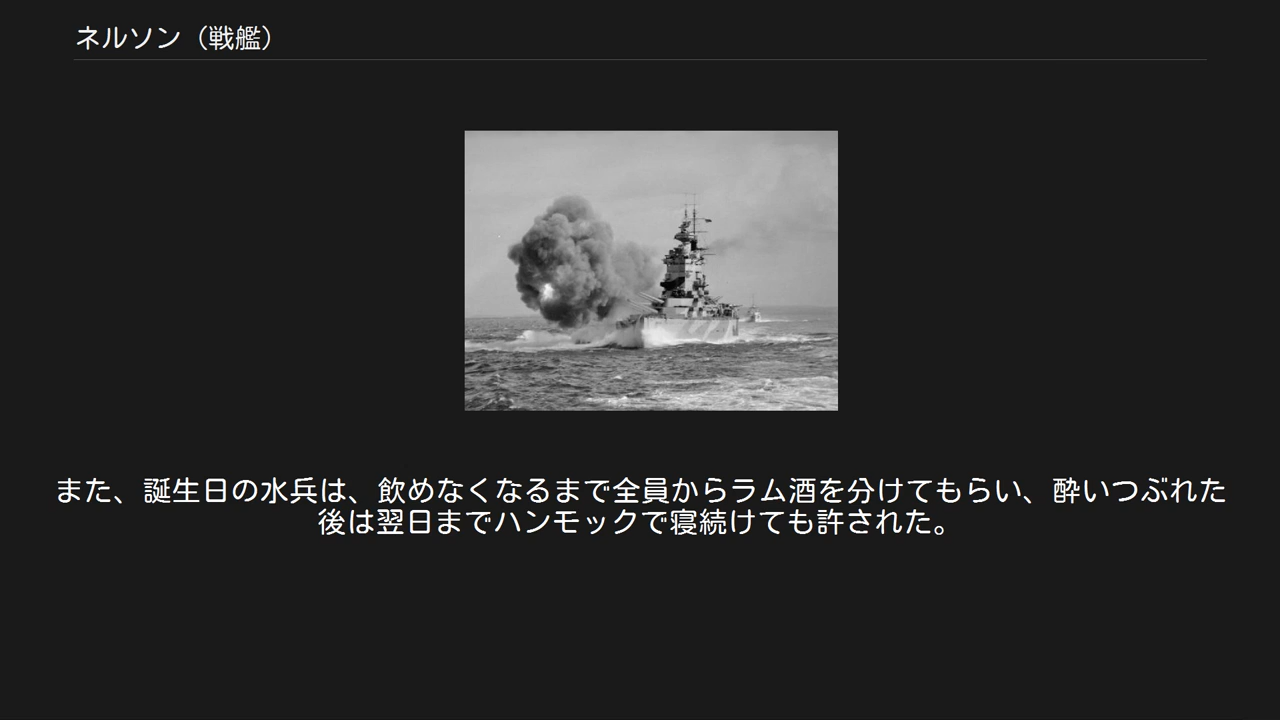 ネルソン（戦艦）
また、誕生日の水兵は、飲めなくなるまで全員からラム酒を分けてもらい、酔いつぶれた
後は翌日までハンモックで寝続けても許された。